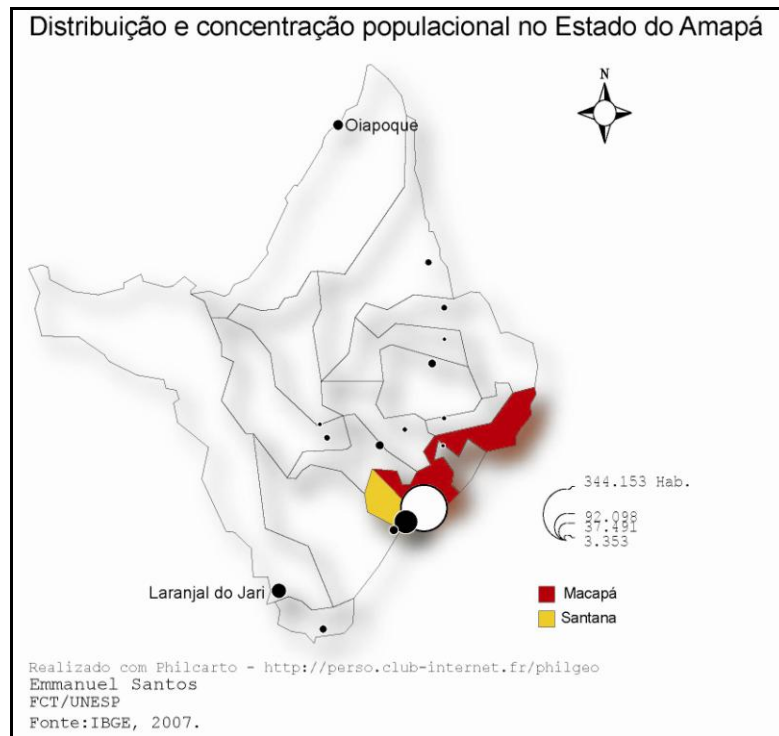 Distribuição e concentração populacional no Estado do Amapá
N
Oiapoque
344.153 Hab.
92.098
37.491
3.353
Laranjal do Jari
Macapá
Santana
Realizado com Philcarto - http://perso.club-internet.fr/philgeo
Emmanuel Santos
FCT/UNESP
Fonte:IBGE, 2007.